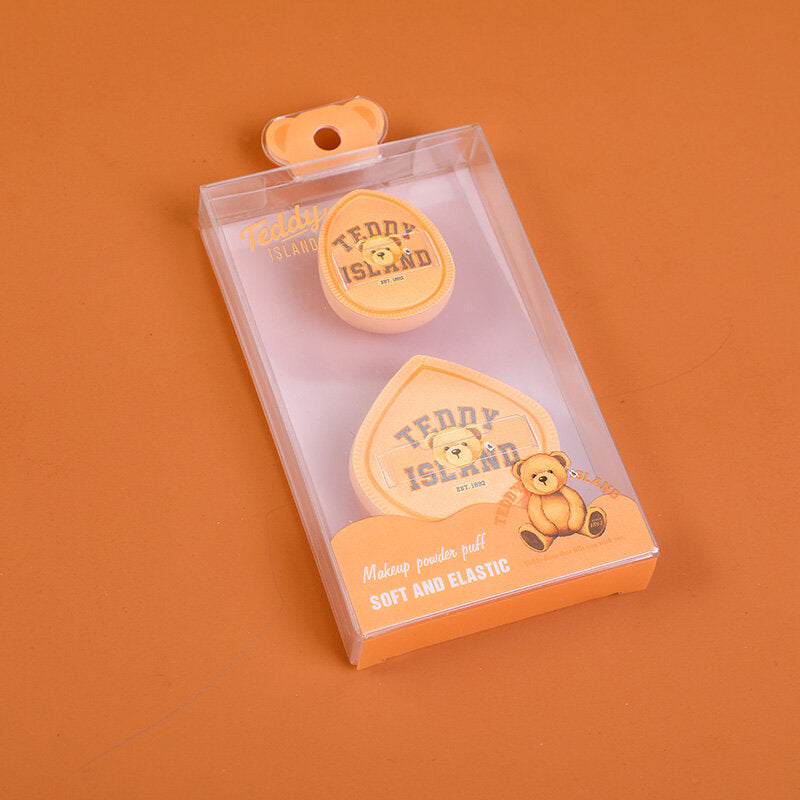 Teddy
ISLAND
TEDDY
ISLAND
EST. 1892
TEDDY
ISLAND
EST. 1892
TEDDY ISLAND
Makeup powder puff
SOFT AND ELASTIC